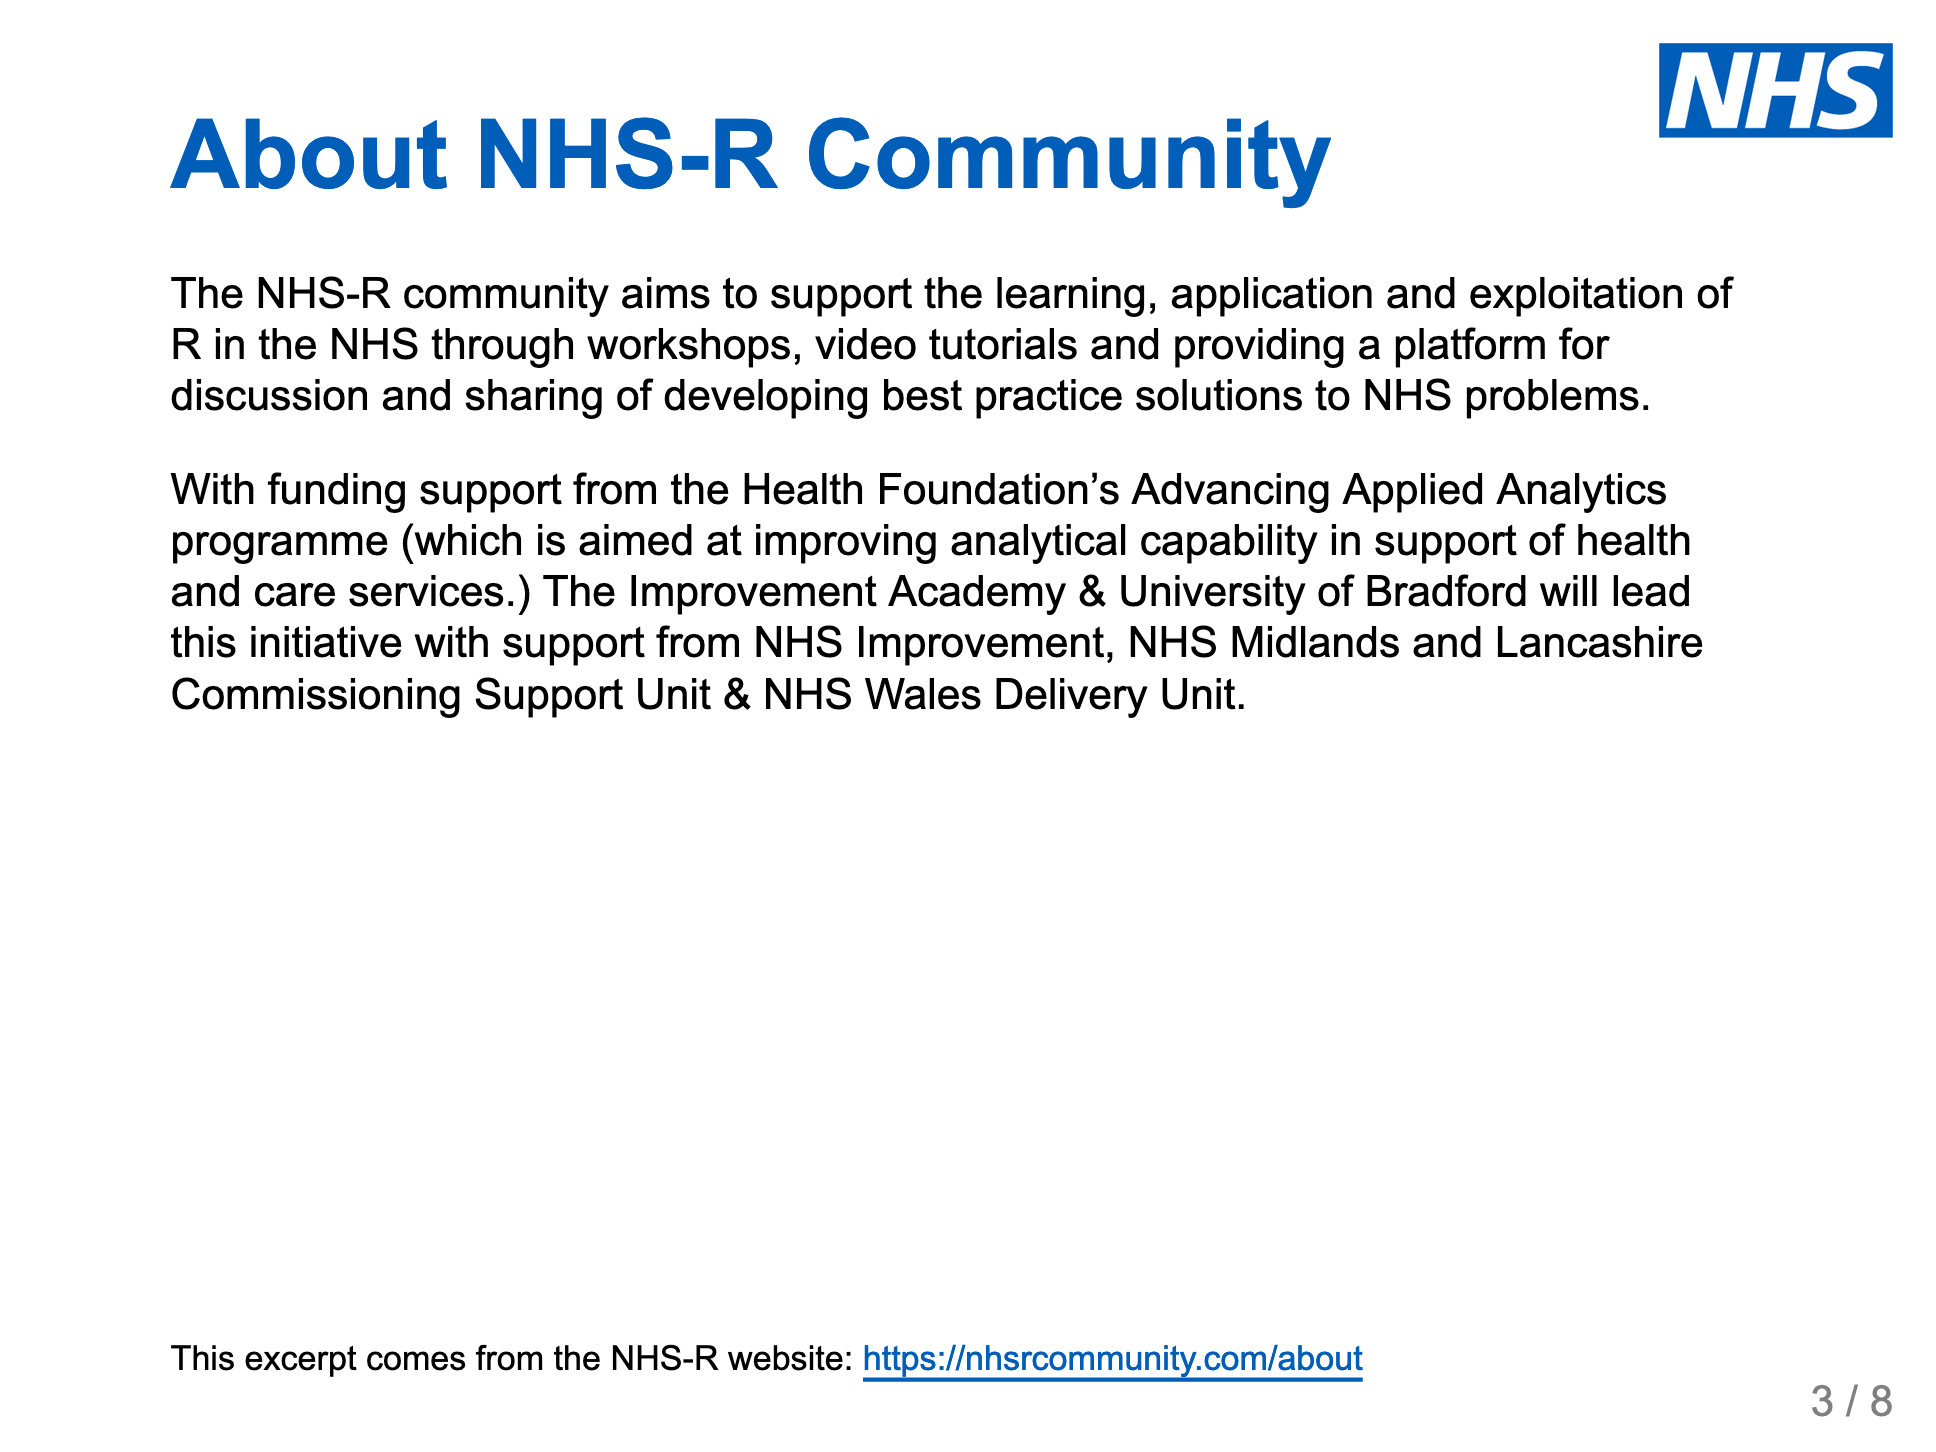 NHS
About NHS-R Community
The NHS-R community aims to support the learning, application and exploitation of
R in the NHS through workshops, video tutorials and providing a platform for
discussion and sharing of developing best practice solutions to NHS problems.
With funding support from the Health Foundation’s Advancing Applied Analytics
programme (which is aimed at improving analytical capability in support of health
and care services.) The Improvement Academy & University of Bradford will lead
this initiative with support from NHS Improvement, NHS Midlands and Lancashire
Commissioning Support Unit & NHS Wales Delivery Unit.
This excerpt comes from the NHS-R website: https://nhsrcommunity.com/about
3 / 8